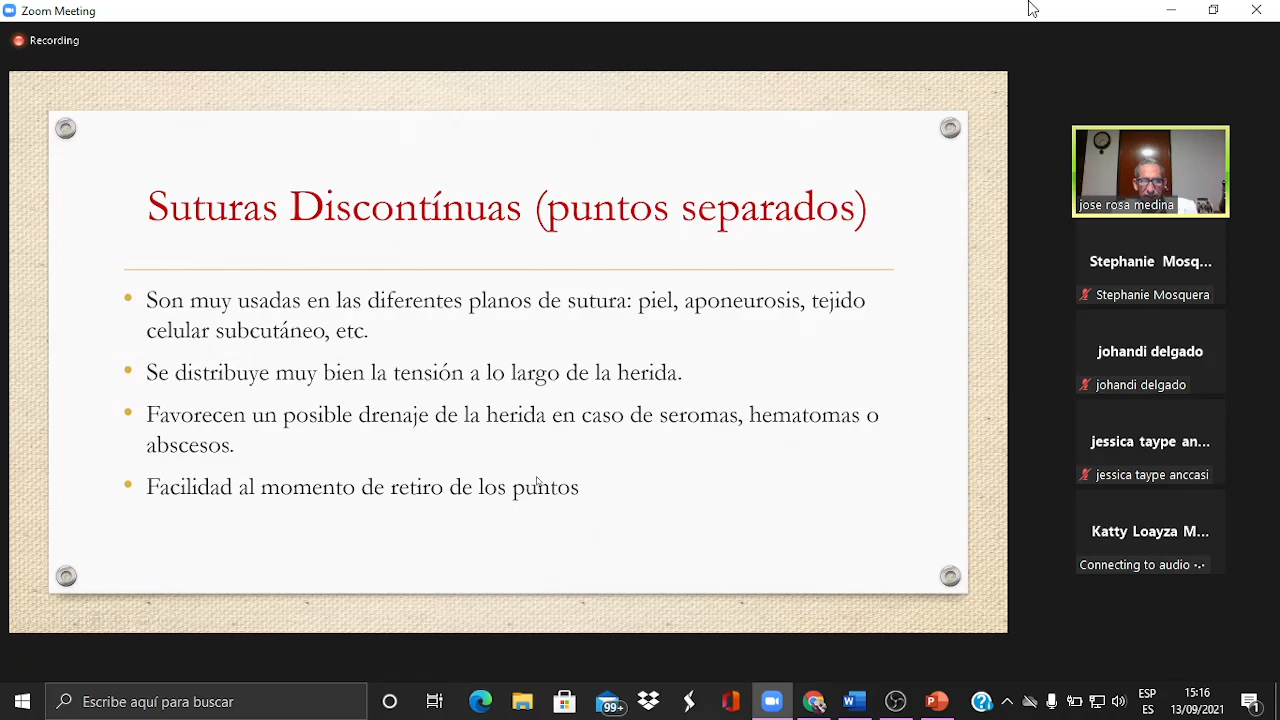 Zoom Meeting
Recording
Suturas Discontínuas (puntos separados)
• Son muy usadas en las diferentes planos de sutura: piel, aponeurosis, tejido
celular subcutáneo, etc.
• Se distribuye muy bien la tensión a lo largo de la herida.
• Favorecen un posible drenaje de la herida en caso de seromas, hematomas o
abscesos.
• Facilidad al momento de retiro de los puntos
jose rosa medina
Stephanie Mosq...
Stephanie Mosquera
johandi delgado
johandi delgado
jessica taype an...
jessica taype anccasi
Katty Loayza M...
Connecting to audio
Escribe aquí para buscar
99+
ESP
ES
15:16
13/09/2021
1